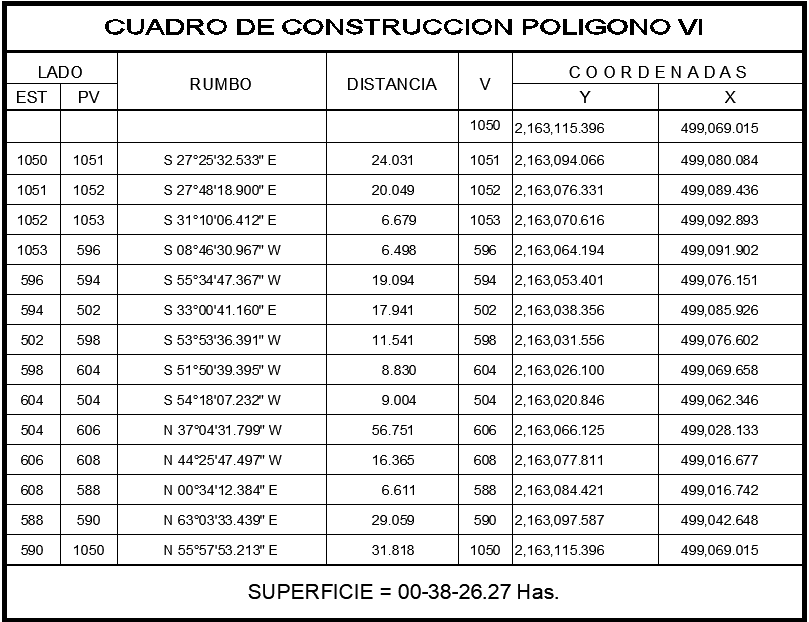 CUADRO DE CONSTRUCCION POLIGONO VI
LADO RUMBO DISTANCIA V COORDENADAS
EST PV Y X
1050 2,163,115.396 499,069.015
1050 1051 S 27°25'32.533" E 24.031 1051 2,163,094.066 499,080.084
1051 1052 S 27°48'18.900" E 20.049 1052 2,163,076.331 499,089.436
1052 1053 S 31°10'06.412" E 6.679 1053 2,163,070.616 499,092.893
1053 596 S 08°46'30.967" W 6.498 596 2,163,064.194 499,091.902
596 594 S 55°34'47.367" W 19.094 594 2,163,053.401 499,076.151
594 502 S 33°00'41.160" E 17.941 502 2,163,038.356 499,085.926
502 598 S 53°53'36.391" W 11.541 598 2,163,031.556 499,076.602
598 604 S 51°50'39.395" W 8.830 604 2,163,026.100 499,069.658
604 504 S 54°18'07.232" W 9.004 504 2,163,020.846 499,062.346
504 606 N 37°04'31.799" W 56.751 606 2,163,066.125 499,028.133
606 608 N 44°25'47.497" W 16.365 608 2,163,077.811 499,016.677
608 588 N 00°34'12.384" E 6.611 588 2,163,084.421 499,016.742
588 590 N 63°03'33.439" E 29.059 590 2,163,097.587 499,042.648
590 1050 N 55°57'53.213" E 31.818 1050 2,163,115.396 499,069.015
SUPERFICIE = 00-38-26.27 Has.